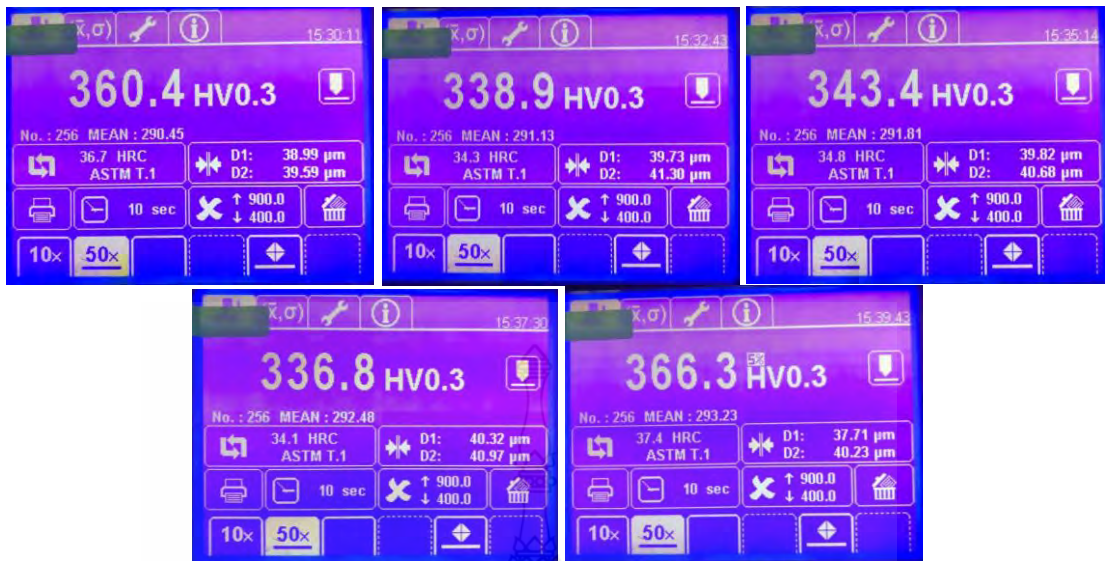 x̄,σ)
15:30:11
360.4 HV0.3
No. : 256 MEAN : 290.45
36.7 HRC
ASTM T.1
D1: 38.99 µm
D2: 39.59 µm
10 sec
↑ 900.0
↓ 400.0
10× 50×
x̄,σ)
15:32:43
338.9 HV0.3
No. : 256 MEAN : 291.13
34.3 HRC
ASTM T.1
D1: 39.73 µm
D2: 41.30 µm
10 sec
↑ 900.0
↓ 400.0
10× 50×
x̄,σ)
15:35:14
343.4 HV0.3
No. : 256 MEAN : 291.81
34.8 HRC
ASTM T.1
D1: 39.82 µm
D2: 40.68 µm
10 sec
↑ 900.0
↓ 400.0
10× 50×
(x̄,σ)
15:37:30
336.8 HV0.3
No. : 256 MEAN : 292.48
34.1 HRC
ASTM T.1
D1: 40.32 µm
D2: 40.97 µm
10 sec
↑ 900.0
↓ 400.0
10× 50×
x̄,σ)
15:39:43
366.3 HV0.3
5%
No. : 256 MEAN : 293.23
37.4 HRC
ASTM T.1
D1: 37.71 µm
D2: 40.23 µm
10 sec
↑ 900.0
↓ 400.0
10× 50×